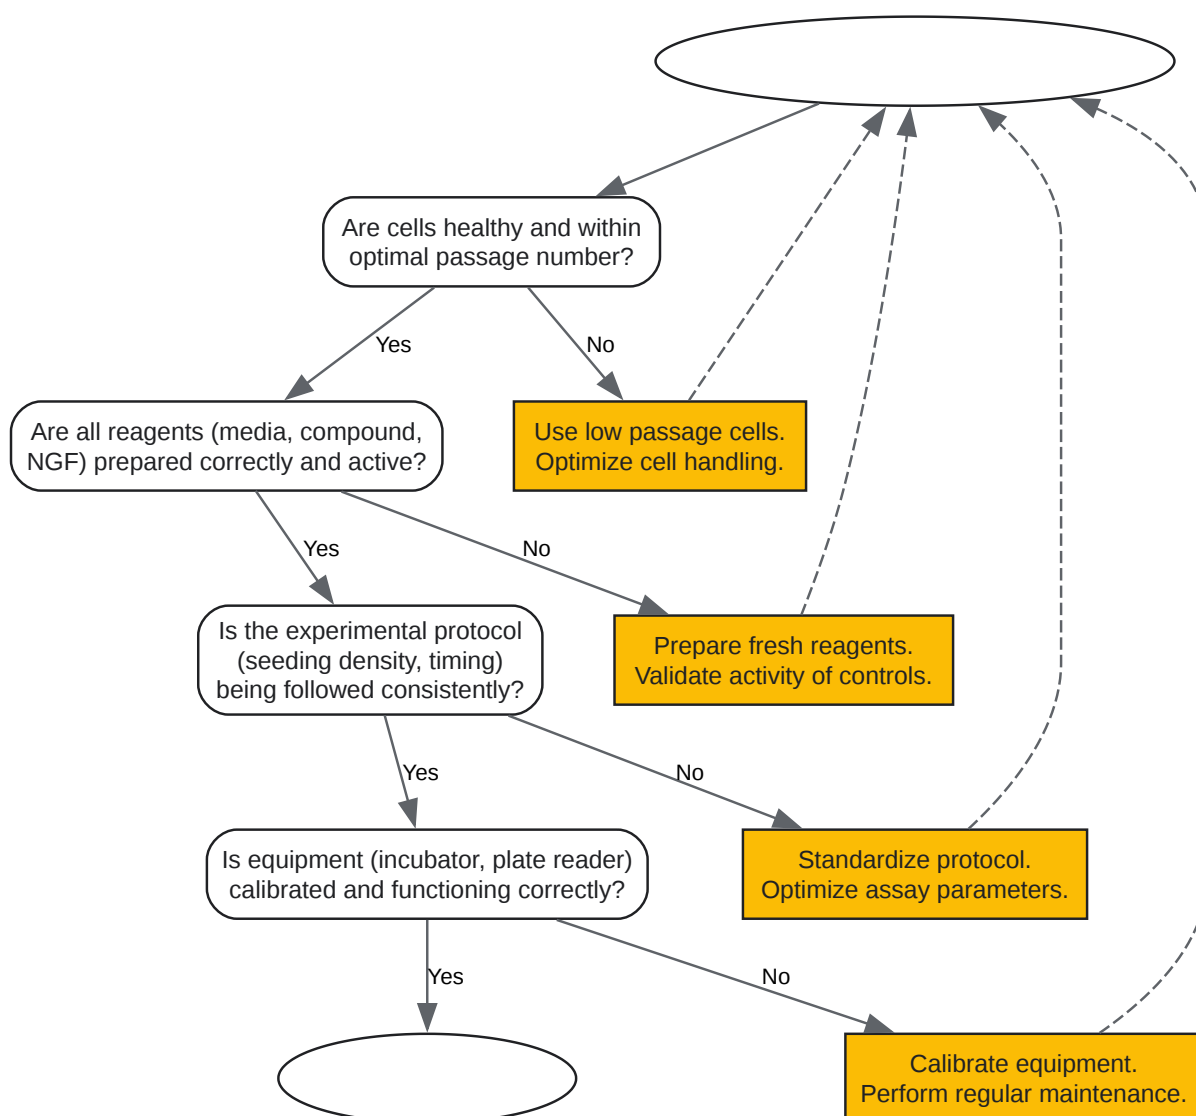 Are cells healthy and within
optimal passage number?
Yes
No
Are all reagents (media, compound,
NGF) prepared correctly and active?
Use low passage cells.
Optimize cell handling.
Yes
No
Is the experimental protocol
(seeding density, timing)
being followed consistently?
Prepare fresh reagents.
Validate activity of controls.
Yes
No
Is equipment (incubator, plate reader)
calibrated and functioning correctly?
Standardize protocol.
Optimize assay parameters.
Yes
No
Calibrate equipment.
Perform regular maintenance.